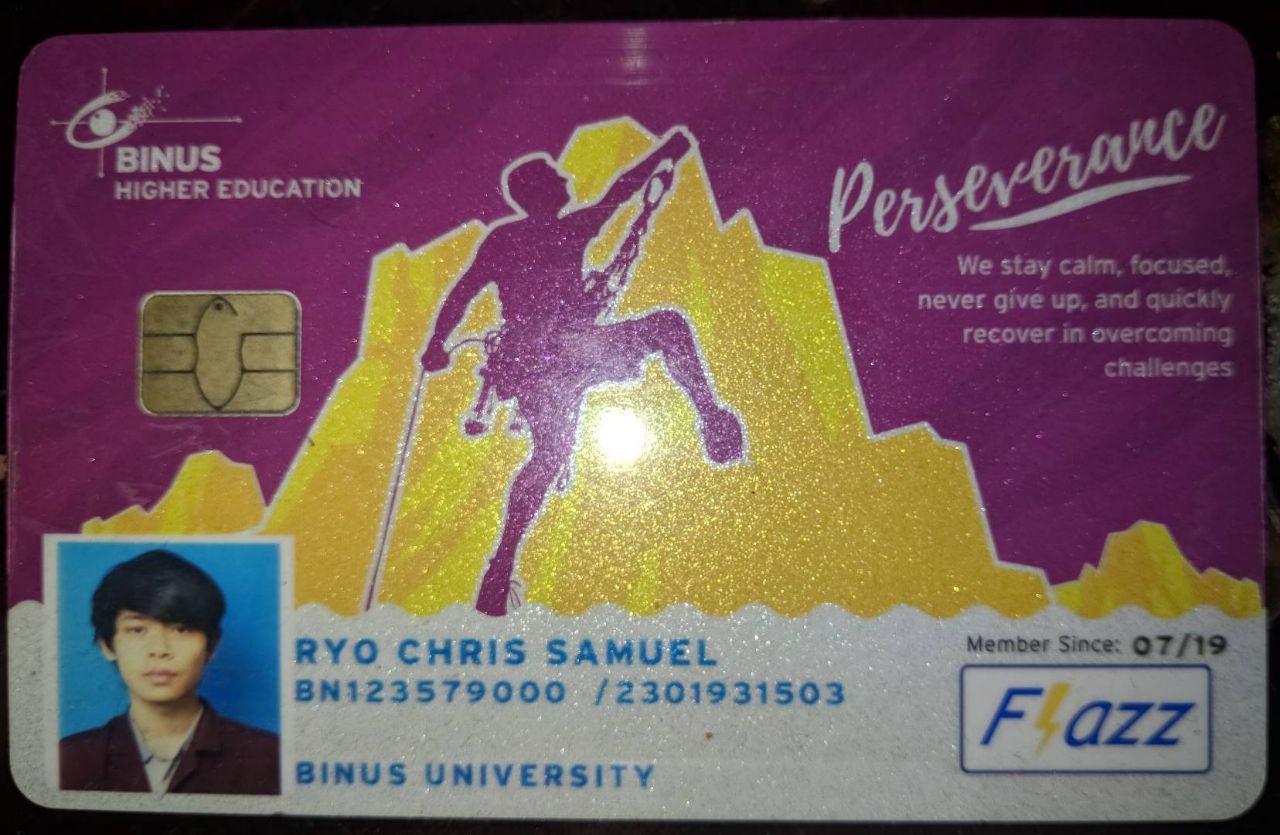 BINUS
HIGHER EDUCATION
Perseverance
We stay calm, focused,
never give up, and quickly
recover in overcoming
challenges
RYO CHRIS SAMUEL
BN123579000 /2301931503
BINUS UNIVERSITY
Member Since: 07/19
Flazz